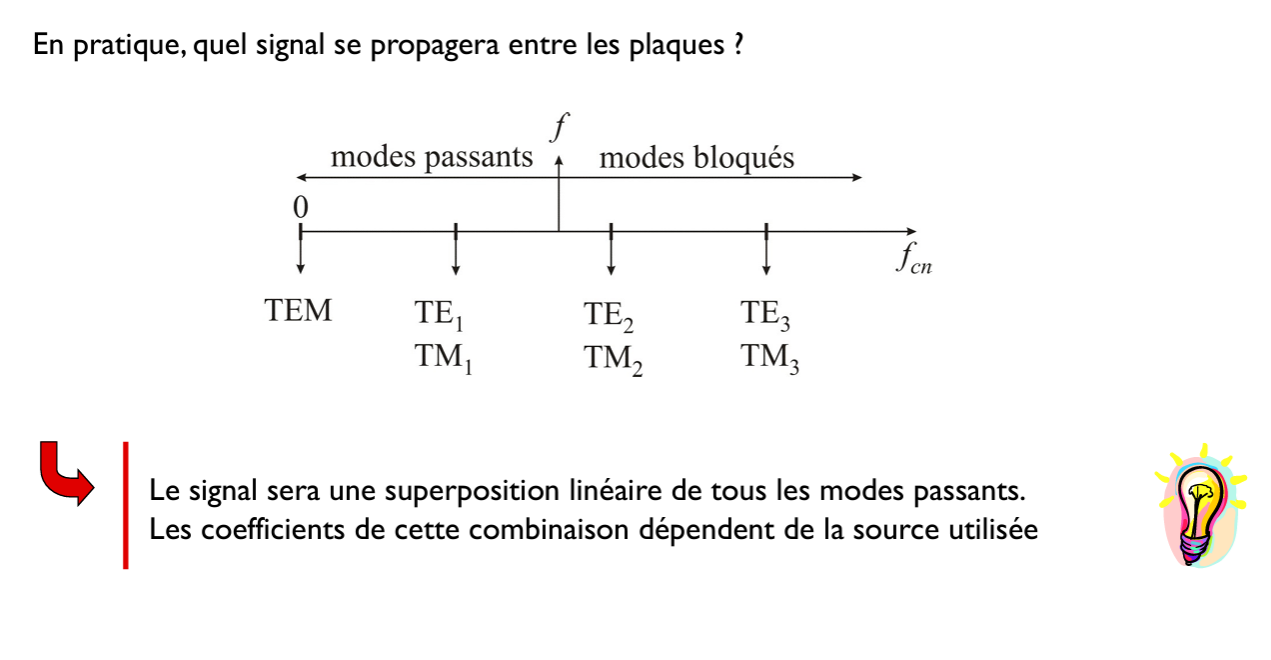 En pratique, quel signal se propagera entre les plaques ?
f
modes passants modes bloqués
0
f_cn
TEM TE_1 TE_2 TE_3
TM_1 TM_2 TM_3
Le signal sera une superposition linéaire de tous les modes passants.
Les coefficients de cette combinaison dépendent de la source utilisée